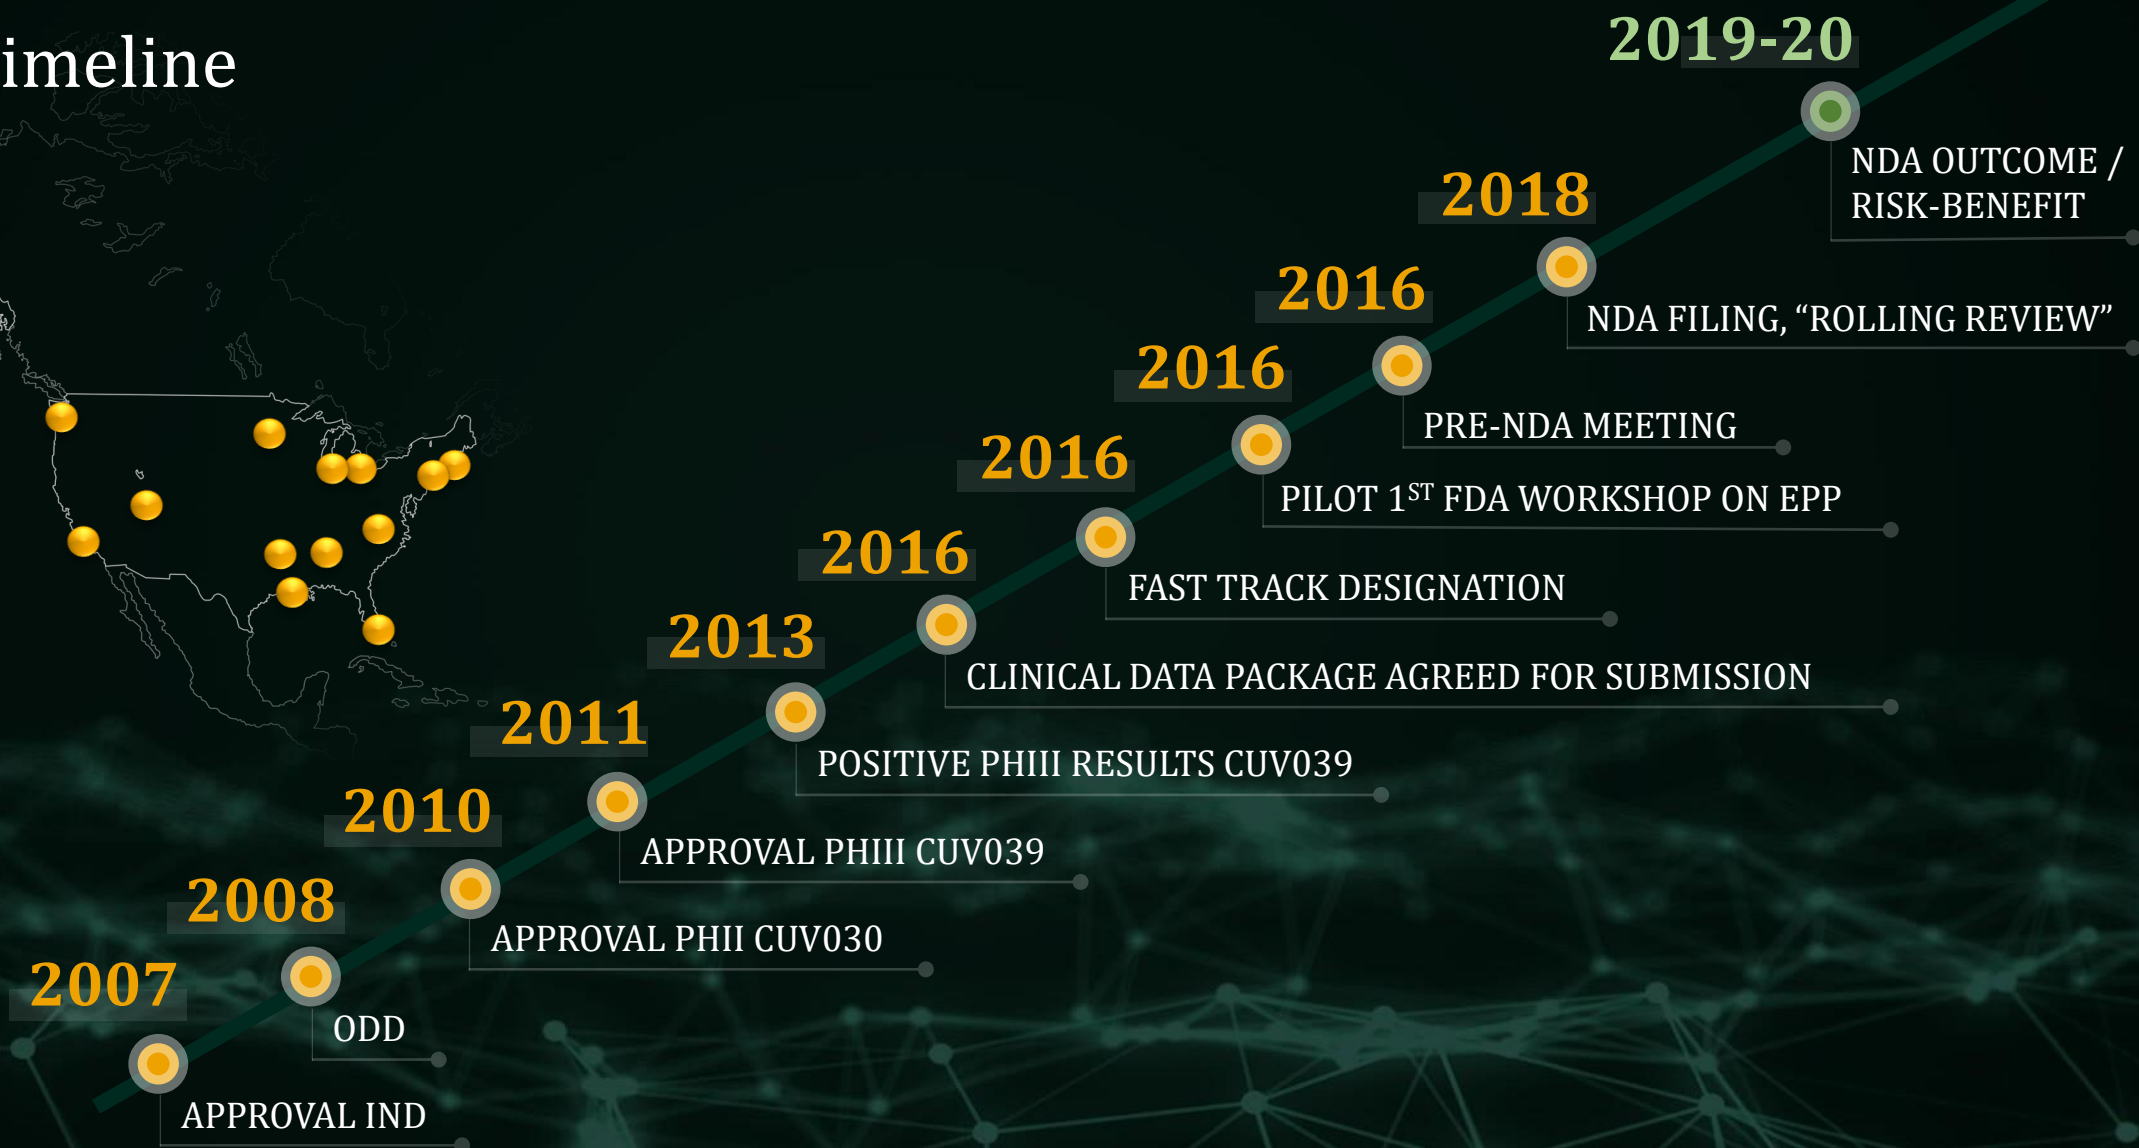 imeline
2007
APPROVAL IND
2008
ODD
2010
APPROVAL PHII CUV030
2011
APPROVAL PHIII CUV039
2013
POSITIVE PHIII RESULTS CUV039
2016
CLINICAL DATA PACKAGE AGREED FOR SUBMISSION
2016
FAST TRACK DESIGNATION
2016
PILOT 1ST FDA WORKSHOP ON EPP
2016
PRE-NDA MEETING
2018
NDA FILING, “ROLLING REVIEW”
2019-20
NDA OUTCOME /
RISK-BENEFIT